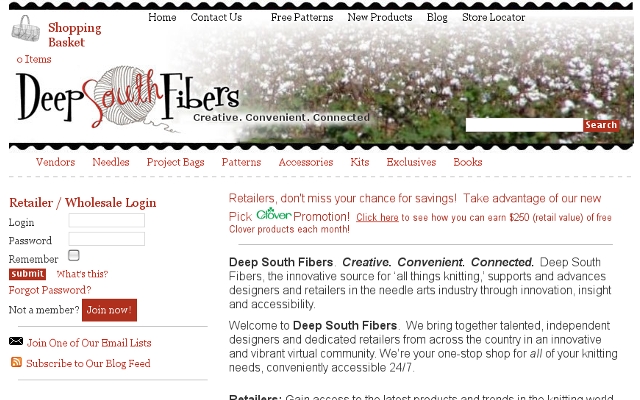 Home Contact Us Free Patterns New Products Blog Store Locator
Shopping
Basket
0 Items
Deep South Fibers
Creative. Convenient. Connected
Search
Vendors Needles Project Bags Patterns Accessories Kits Exclusives Books
Retailer / Wholesale Login
Login
Password
Remember
submit What's this?
Forgot Password?
Not a member? Join now!
Join One of Our Email Lists
Subscribe to Our Blog Feed
Retailers, don't miss your chance for savings! Take advantage of our new
Pick Clover Promotion! Click here to see how you can earn $250 (retail value) of free
Clover products each month!
Deep South Fibers. Creative. Convenient. Connected. Deep South
Fibers, the innovative source for 'all things knitting,' supports and advances
designers and retailers in the needle arts industry through innovation, insight
and accessibility.
Welcome to Deep South Fibers. We bring together talented, independent
designers and dedicated retailers from across the country in an innovative
and vibrant virtual community. We're your one-stop shop for all of your knitting
needs, conveniently accessible 24/7.
Retailers: Gain access to the latest products and trends in the knitting world